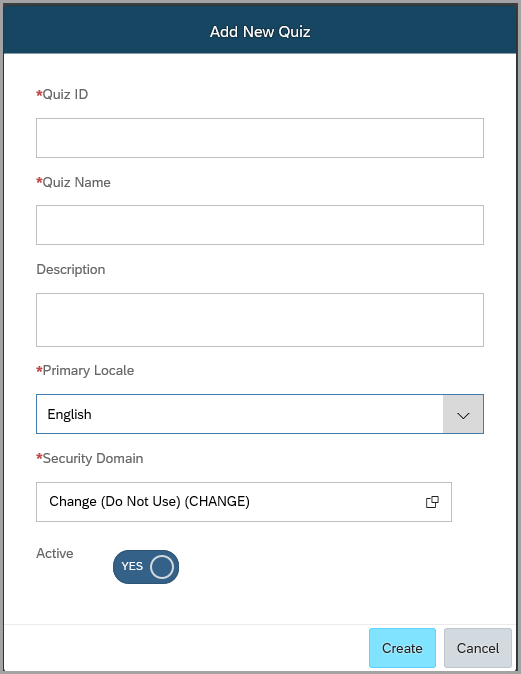 Add New Quiz
*Quiz ID
*Quiz Name
Description
*Primary Locale
English
*Security Domain
Change (Do Not Use) (CHANGE)
Active YES
Create Cancel